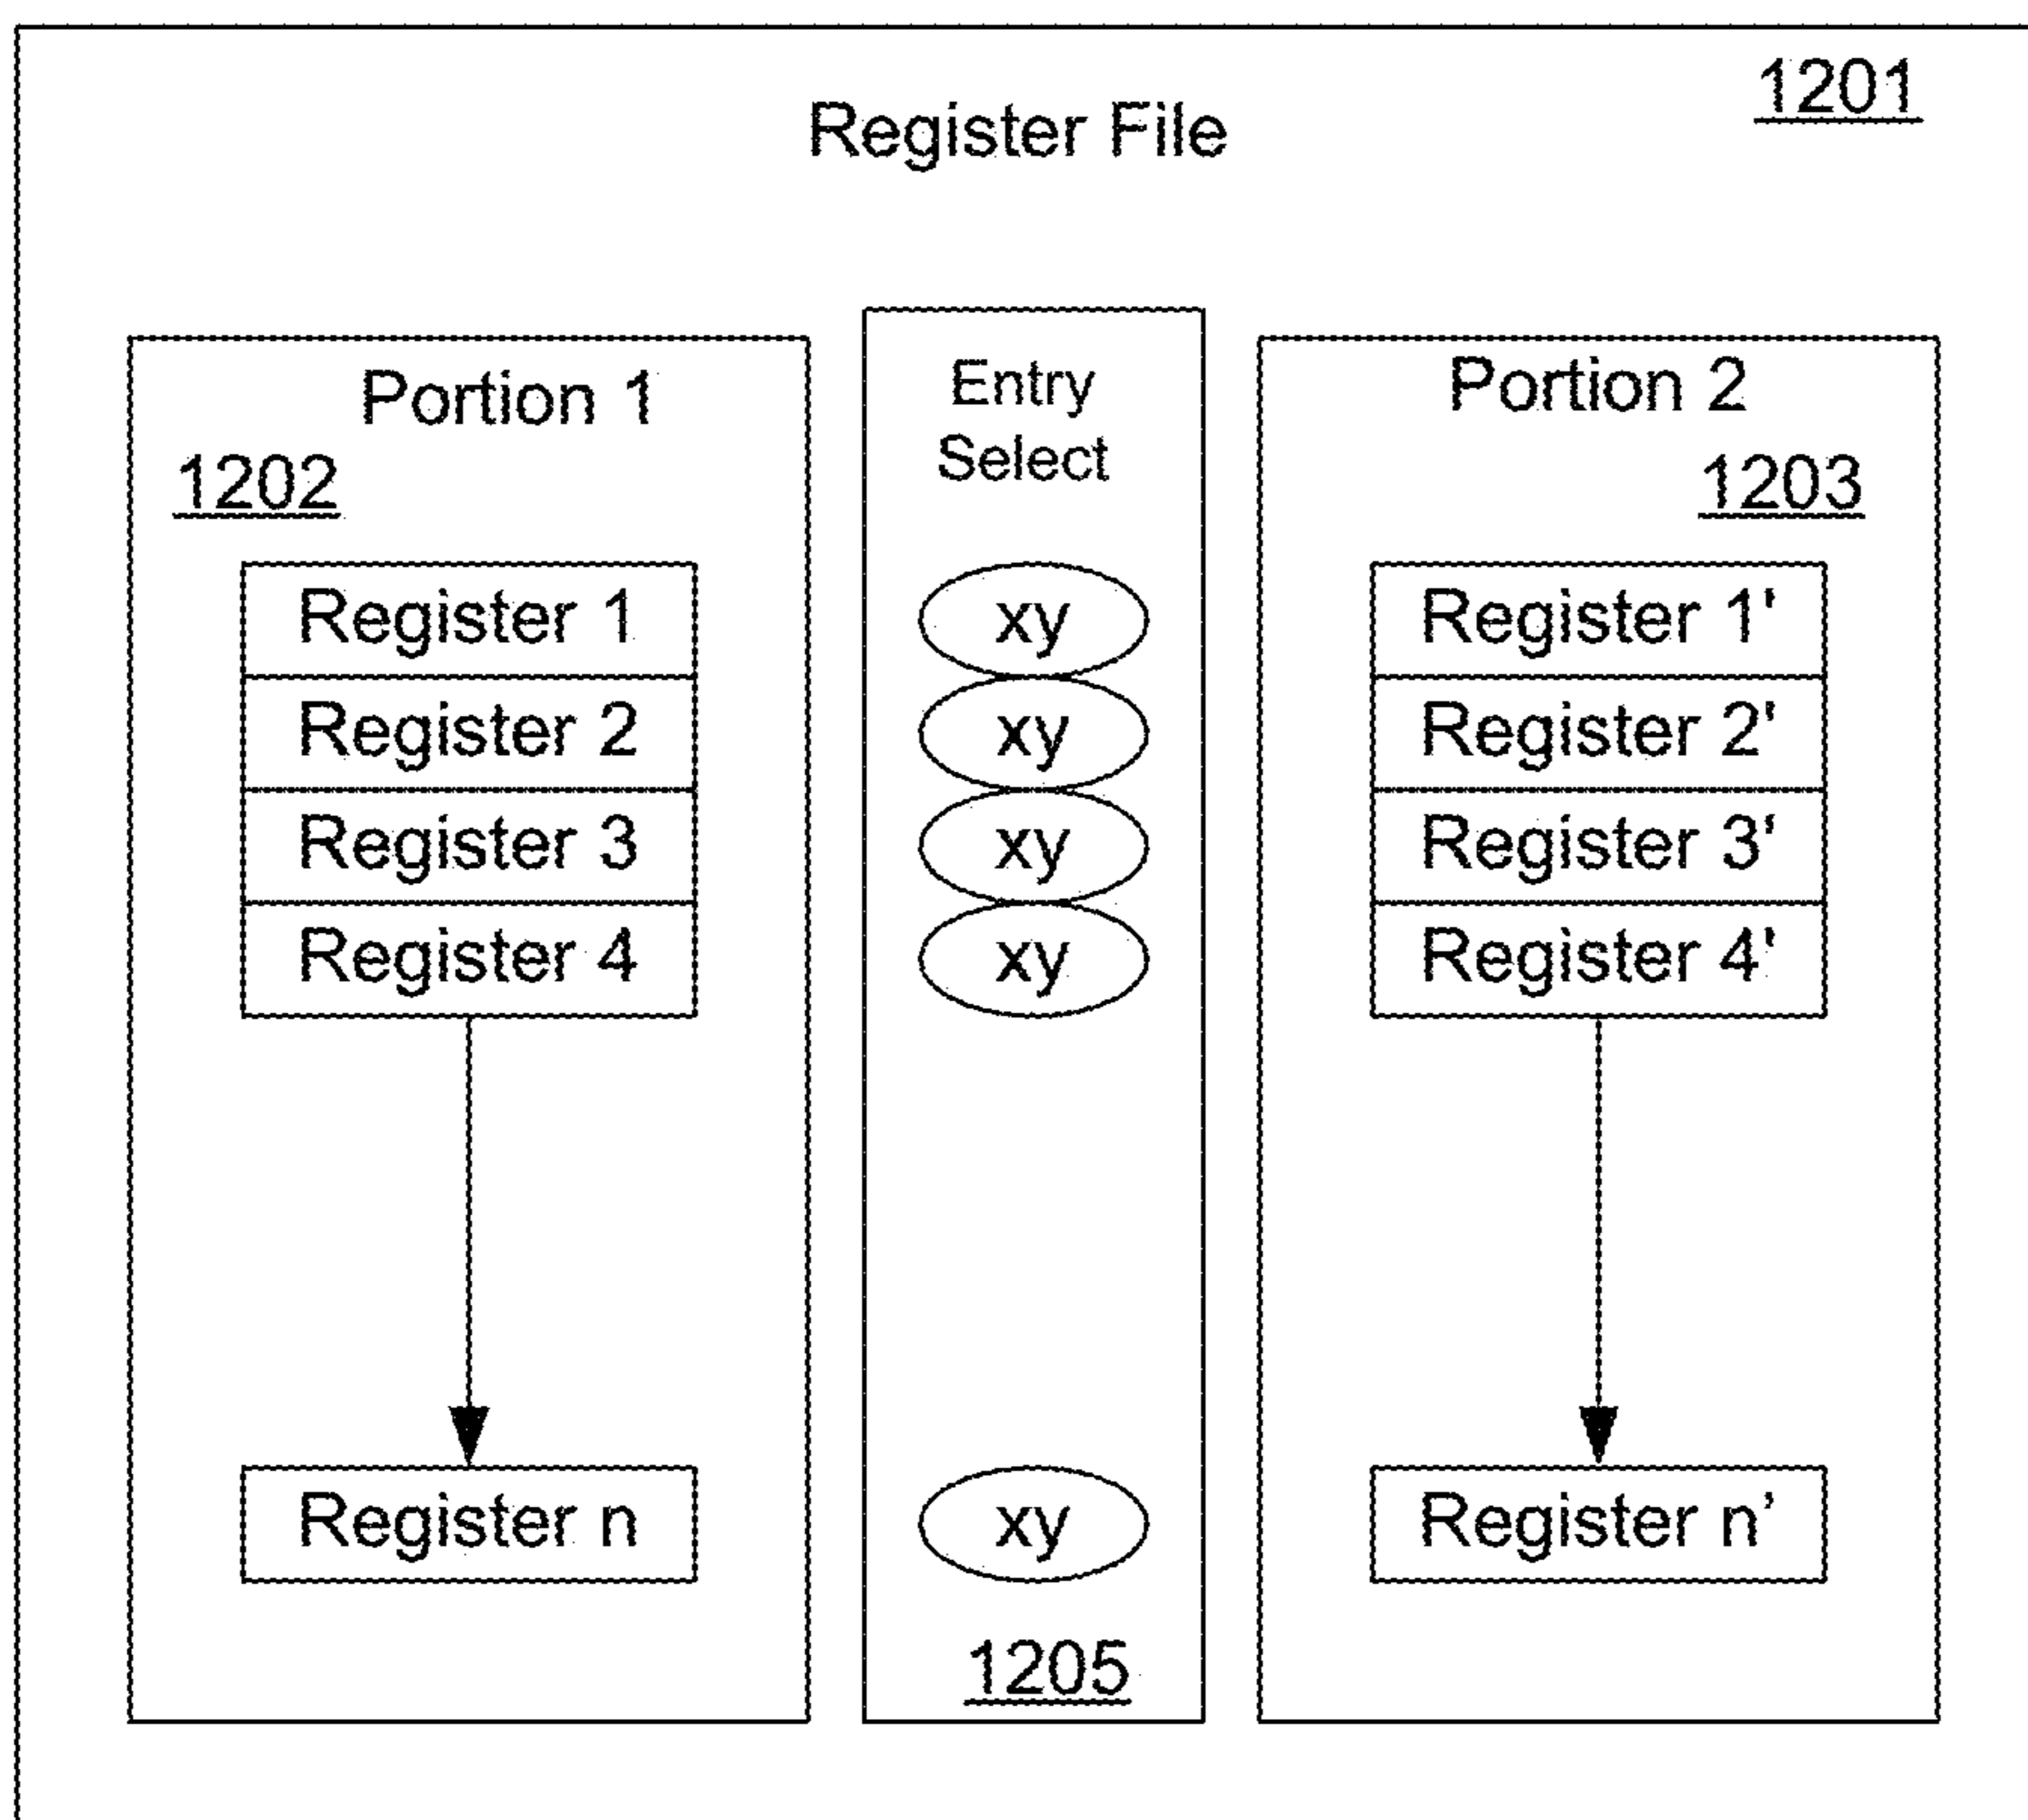 1201
Register File
Portion 1
1202
Register 1
Register 2
Register 3
Register 4
Register n
Entry
Select
xy
xy
xy
xy
xy
1205
Portion 2
1203
Register 1'
Register 2'
Register 3'
Register 4'
Register n’